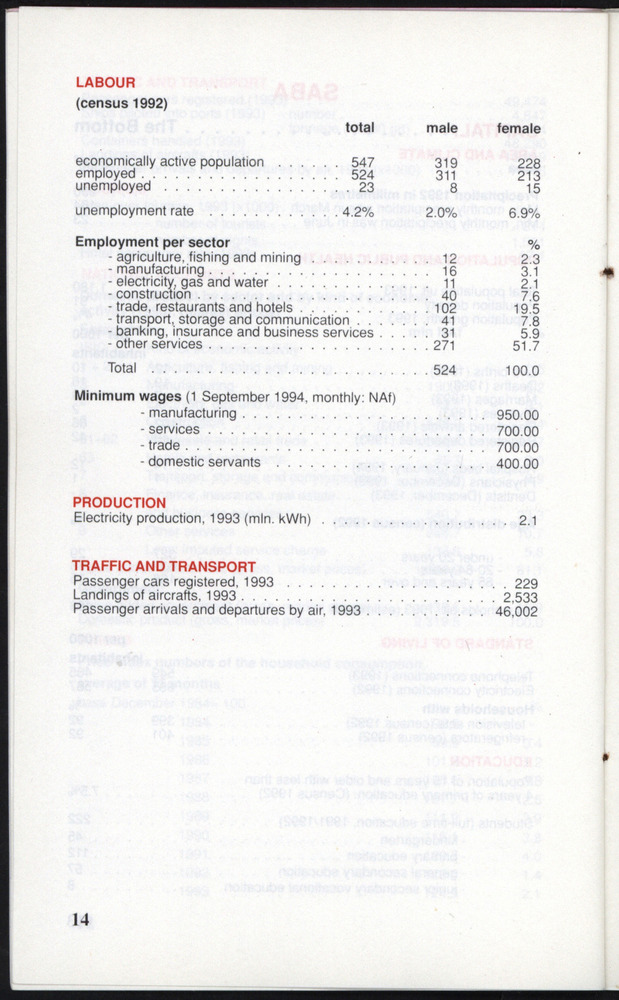 LABOUR
(census 1992)
total male female
economically active population . . . . . . . 547 319 228
employed . . . . . . . . . . . . . . . . . . . . 524 311 213
unemployed . . . . . . . . . . . . . . . . . . 23 8 15
unemployment rate . . . . . . . . . . . . . . 4.2% 2.0% 6.9%
Employment per sector %
- agriculture, fishing and mining . . . . . . . . . . . 12 2.3
- manufacturing . . . . . . . . . . . . . . . . . . . . 16 3.1
- electricity, gas and water . . . . . . . . . . . . . . 11 2.1
- construction . . . . . . . . . . . . . . . . . . . . . 40 7.6
- trade, restaurants and hotels . . . . . . . . . . . . 102 19.5
- transport, storage and communication . . . . . . . 41 7.8
- banking, insurance and business services . . . . 31 5.9
- other services . . . . . . . . . . . . . . . . . . . . 271 51.7
Total . . . . . . . . . . . . . . . . . . . . . . . . 524 100.0
Minimum wages (1 September 1994, monthly: NAf)
- manufacturing . . . . . . . . . . . . . . . . . . . . 950.00
- services . . . . . . . . . . . . . . . . . . . . . . . 700.00
- trade . . . . . . . . . . . . . . . . . . . . . . . . . 700.00
- domestic servants . . . . . . . . . . . . . . . . . . 400.00
PRODUCTION
Electricity production, 1993 (mln. kWh) . . . . . . . . . . . . . . 2.1
TRAFFIC AND TRANSPORT
Passenger cars registered, 1993 . . . . . . . . . . . . . . . . . . 229
Landings of aircrafts, 1993 . . . . . . . . . . . . . . . . . . . . 2,533
Passenger arrivals and departures by air, 1993 . . . . . . . . . . 46,002
14